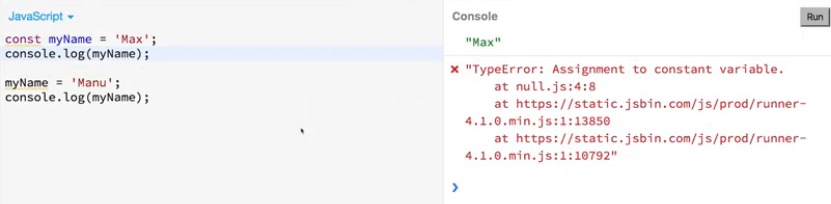 JavaScript
const myName = 'Max';
console.log(myName);
myName = 'Manu';
console.log(myName);
Console
Run
"Max"
"TypeError: Assignment to constant variable.
at null.js:4:8
at https://static.jsbin.com/js/prod/runner-
4.1.0.min.js:1:13850
at https://static.jsbin.com/js/prod/runner-
4.1.0.min.js:1:10792"